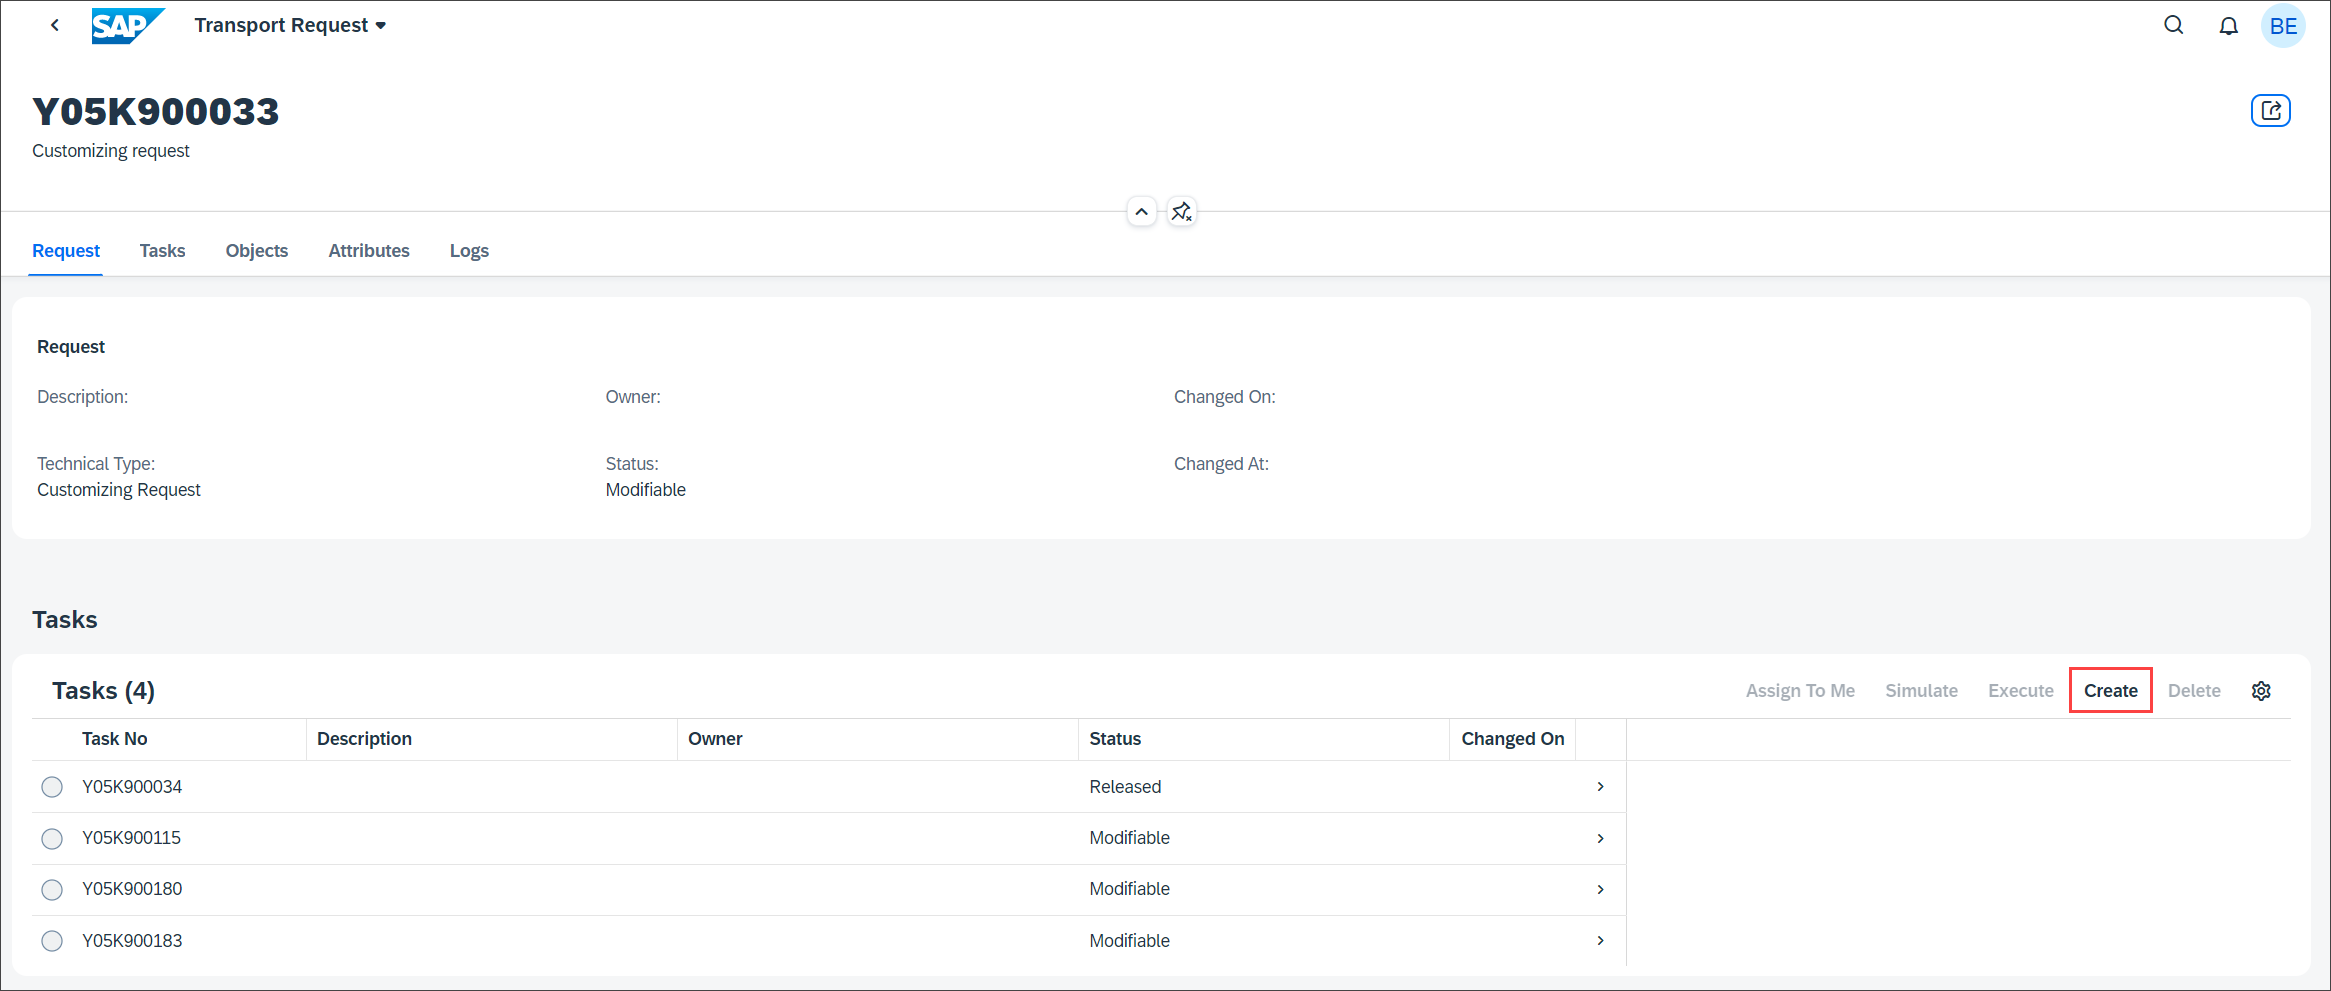 SAP Transport Request BE
Y05K900033
Customizing request
Request Tasks Objects Attributes Logs
Request
Description: Owner: Changed On:
Technical Type: Status: Changed At:
Customizing Request Modifiable
Tasks
Tasks (4) Assign To Me Simulate Execute Create Delete
Task No Description Owner Status Changed On
Y05K900034 Released
Y05K900115 Modifiable
Y05K900180 Modifiable
Y05K900183 Modifiable